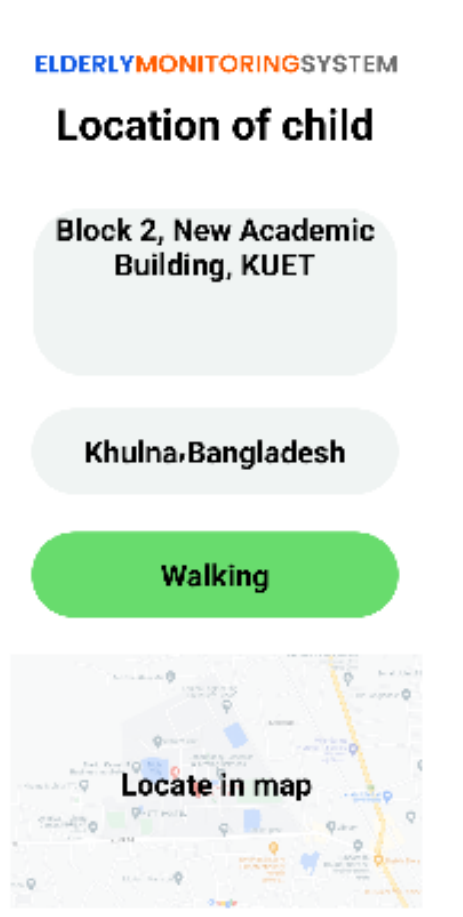 ELDERLYMONITORINGSYSTEM
Location of child
Block 2, New Academic
Building, KUET
Khulna,Bangladesh
Walking
Locate in map